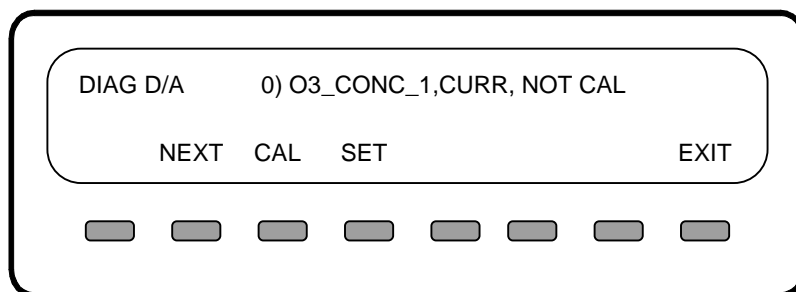 DIAG D/A 0) O3_CONC_1,CURR, NOT CAL
NEXT CAL SET EXIT